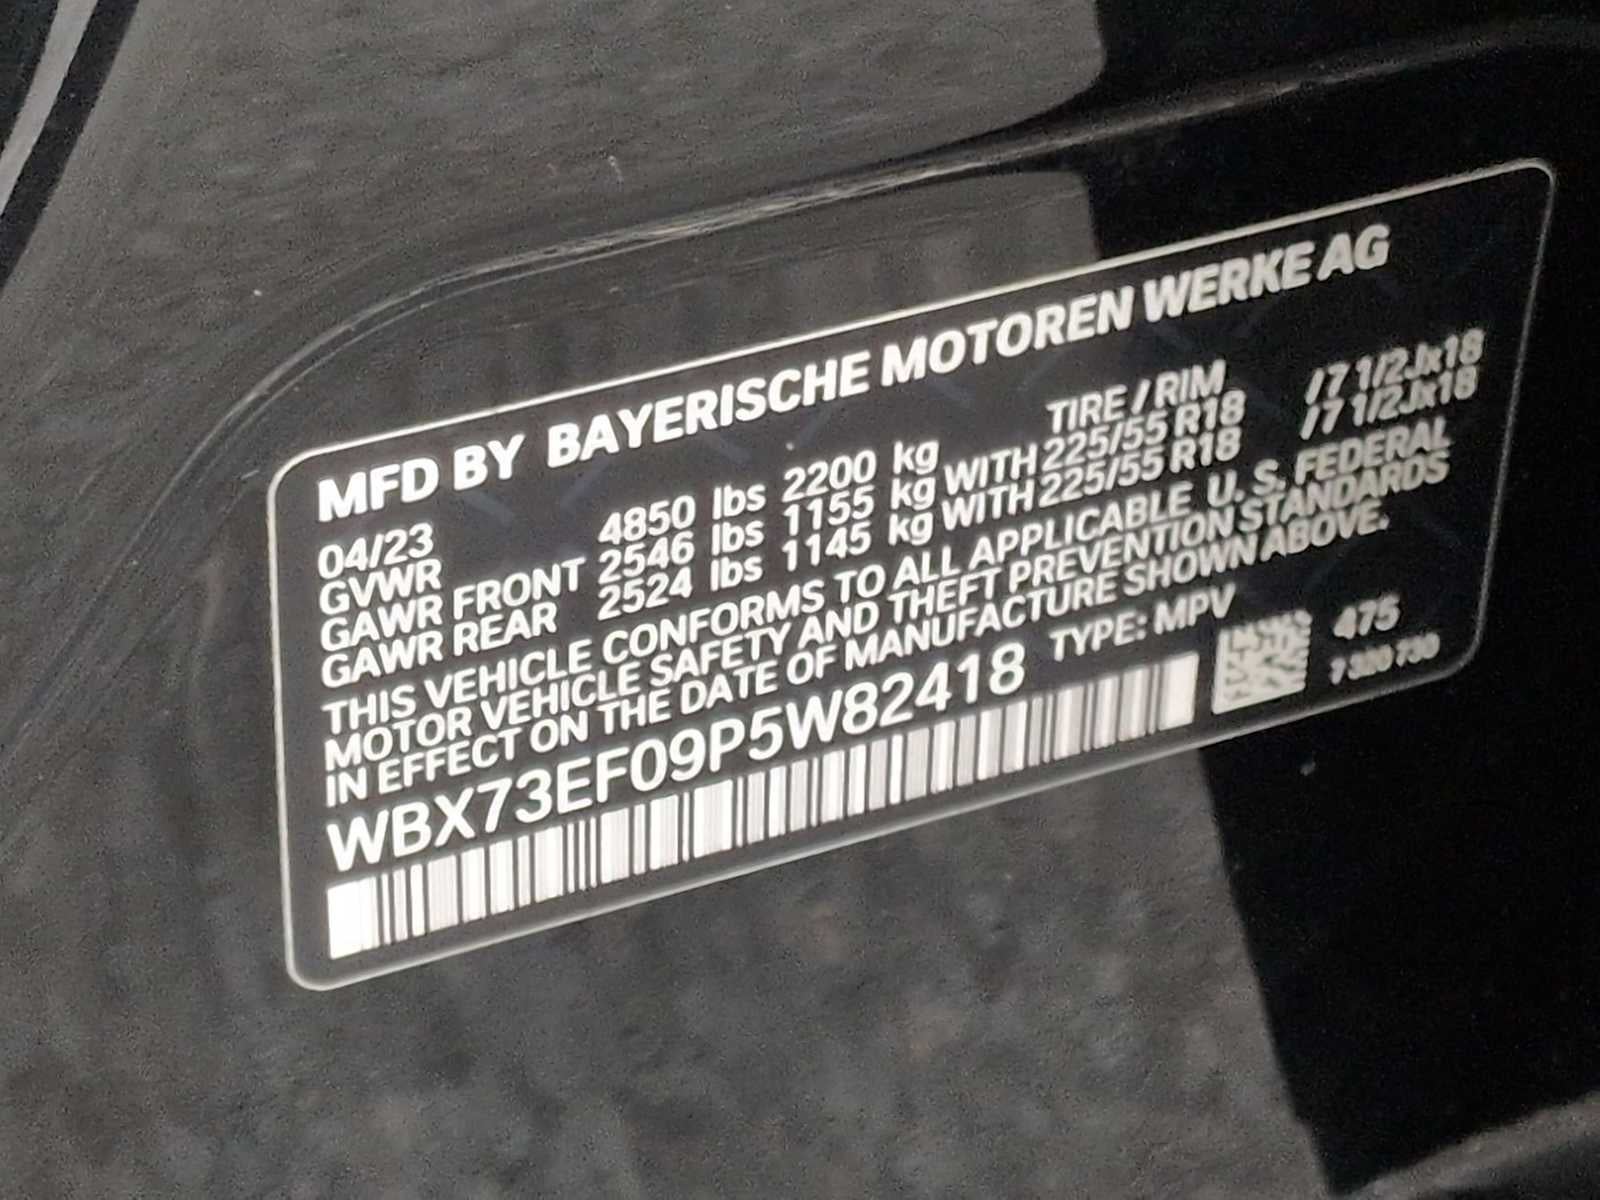 MFD BY BAYERISCHE MOTOREN WERKE AG
04/23 TIRE / RIM
GVWR 4850 lbs 2200 kg
GAWR FRONT 2546 lbs 1155 kg WITH 225/55 R18 /7 1/2Jx18
GAWR REAR 2524 lbs 1145 kg WITH 225/55 R18 /7 1/2Jx18
THIS VEHICLE CONFORMS TO ALL APPLICABLE U. S. FEDERAL
MOTOR VEHICLE SAFETY AND THEFT PREVENTION STANDARDS
IN EFFECT ON THE DATE OF MANUFACTURE SHOWN ABOVE.
WBX73EF09P5W82418 TYPE: MPV
475